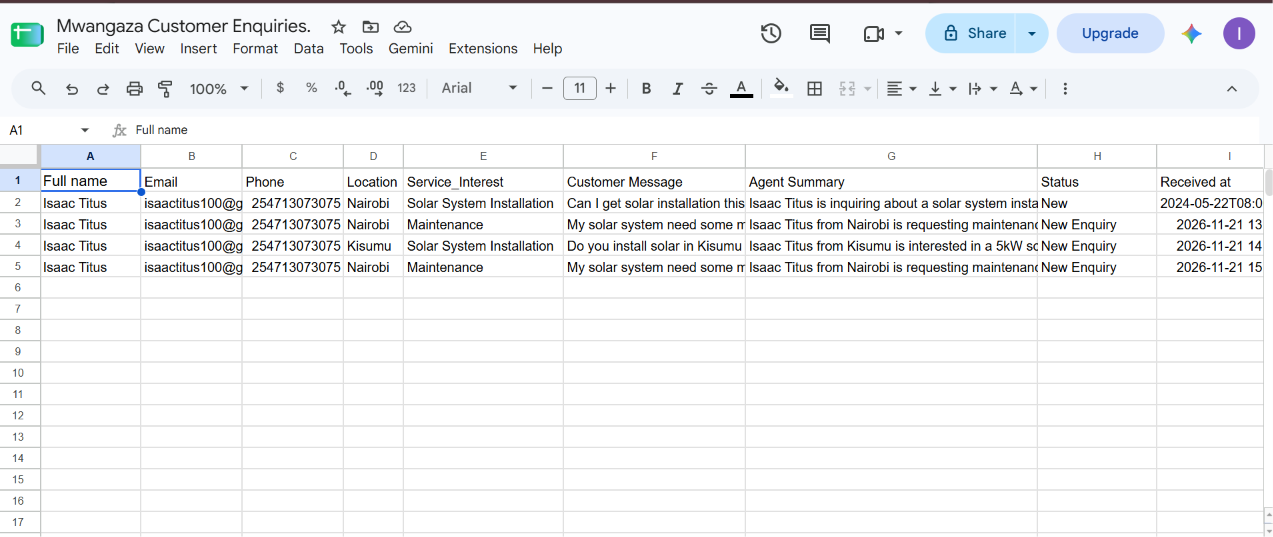 Mwangaza Customer Enquiries.
File Edit View Insert Format Data Tools Gemini Extensions Help
Share
Upgrade
I
100% $ % .0 .00 123 Arial 11 B I A
A1 fx Full name
A B C D E F G H I
1 Full name Email Phone Location Service_Interest Customer Message Agent Summary Status Received at
2 Isaac Titus isaactitus100@g 254713073075 Nairobi Solar System Installation Can I get solar installation this Isaac Titus is inquiring about a solar system insta New 2024-05-22T08:0
3 Isaac Titus isaactitus100@g 254713073075 Nairobi Maintenance My solar system need some m Isaac Titus from Nairobi is requesting maintenanc New Enquiry 2026-11-21 13
4 Isaac Titus isaactitus100@g 254713073075 Kisumu Solar System Installation Do you install solar in Kisumu Isaac Titus from Kisumu is interested in a 5kW so New Enquiry 2026-11-21 14
5 Isaac Titus isaactitus100@g 254713073075 Nairobi Maintenance My solar system need some m Isaac Titus from Nairobi is requesting maintenanc New Enquiry 2026-11-21 15
6
7
8
9
10
11
12
13
14
15
16
17